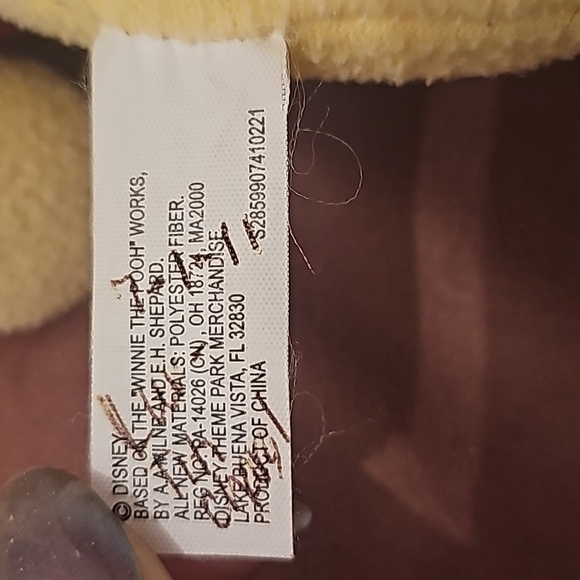 © DISNEY
BASED ON THE "WINNIE THE POOH" WORKS,
BY A.A. MILNE AND E.H. SHEPARD.
ALL NEW MATERIALS: POLYESTER FIBER.
REG NO. PA-14026 (CN), OH 18724, MA2000
DISNEY THEME PARK MERCHANDISE
LAKE BUENA VISTA, FL 32830
PRODUCT OF CHINA
S2859907410221